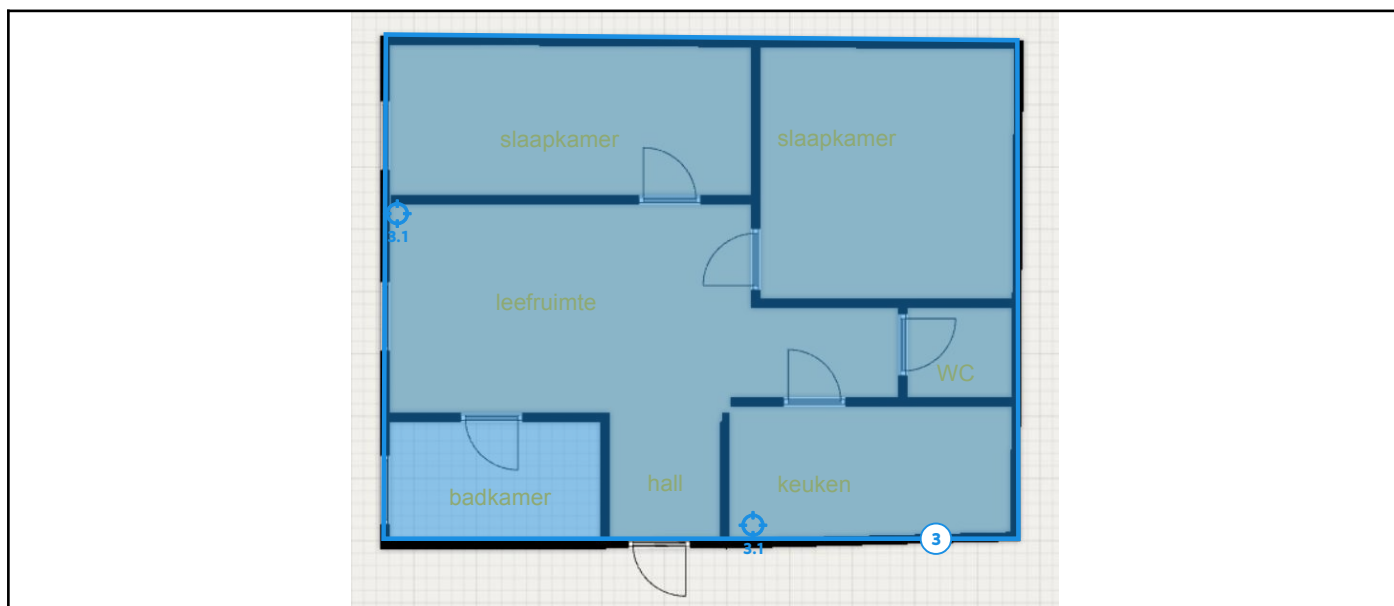 slaapkamer
slaapkamer
3.1
leefruimte
WC
badkamer
hall
keuken
3.1
3